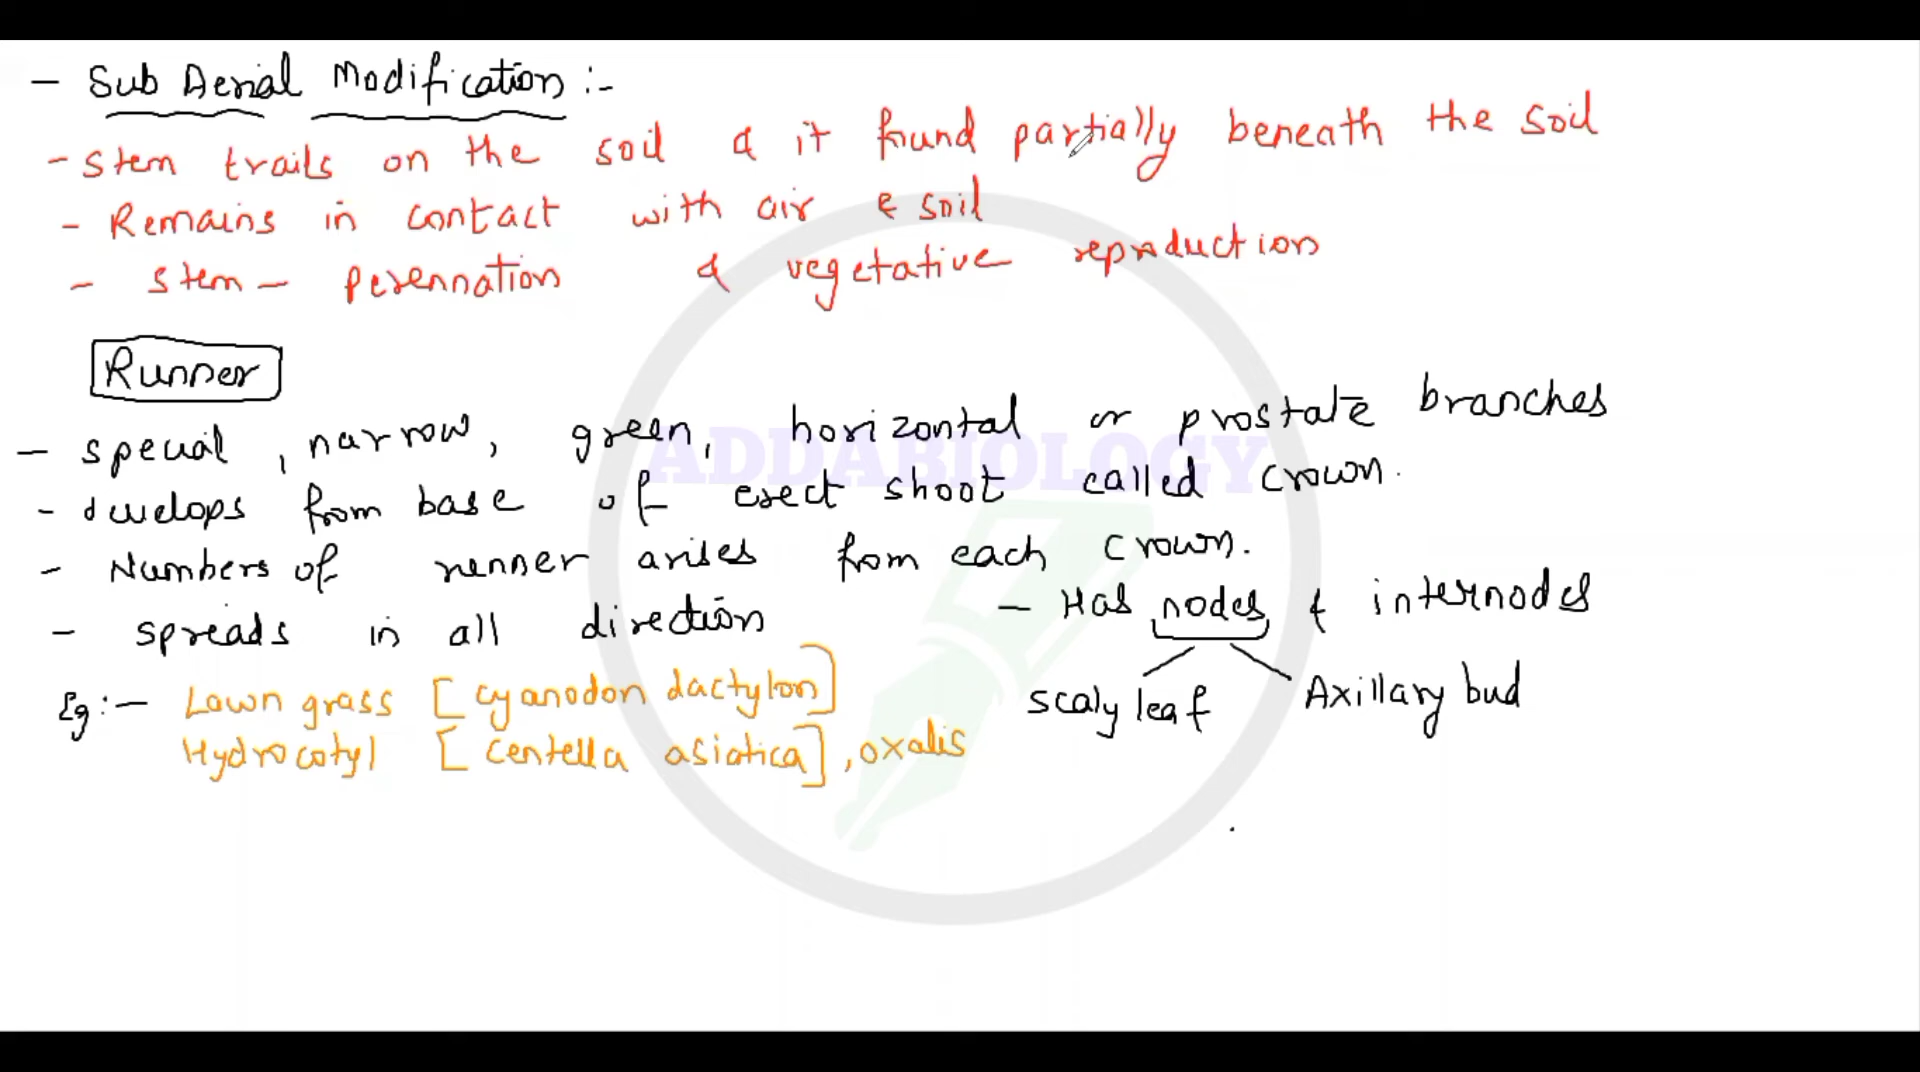 - Sub Aerial Modification :-
- Stem trails on the soil & it found partially beneath the soil
- Remains in contact with air & soil
- Stem - Perennation & vegetative reproduction
Runner
- special, narrow, green, horizontal or prostate branches
- develops from base of erect shoot called crown.
- Numbers of runner arises from each crown.
- spreads in all direction
- Has nodes & internodes
scaly leaf Axillary bud
Eg :- Lawn grass [cyanodon dactylon]
Hydrocotyl [centella asiatica], oxalis
ADDABIOLOGY